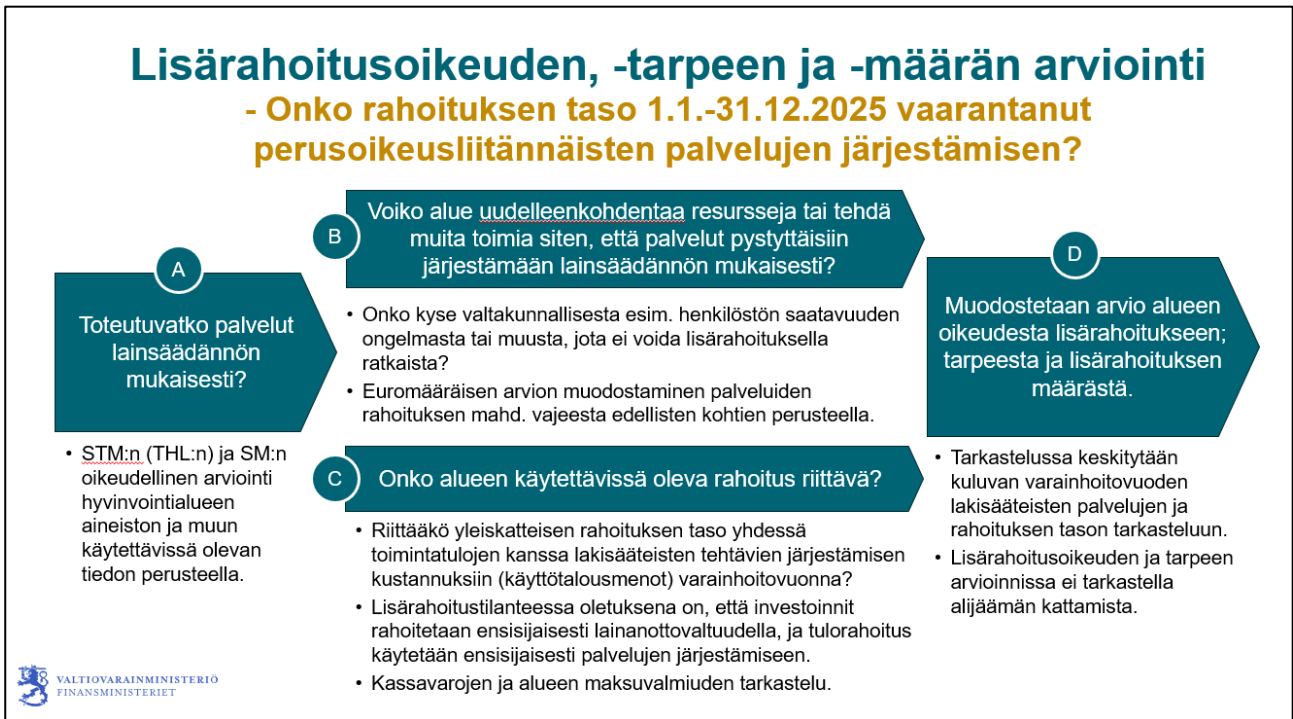 Lisärahoitusoikeuden, -tarpeen ja -määrän arviointi
- Onko rahoituksen taso 1.1.-31.12.2025 vaarantanut
perusoikeusliitännäisten palvelujen järjestämisen?
A
Toteutuvatko palvelut
lainsäädännön
mukaisesti?
• STM:n (THL:n) ja SM:n
oikeudellinen arviointi
hyvinvointialueen
aineiston ja muun
käytettävissä olevan
tiedon perusteella.
B
Voiko alue uudelleenkohdentaa resursseja tai tehdä
muita toimia siten, että palvelut pystyttäisiin
järjestämään lainsäädännön mukaisesti?
• Onko kyse valtakunnallisesta esim. henkilöstön saatavuuden
ongelmasta tai muusta, jota ei voida lisärahoituksella
ratkaista?
• Euromääräisen arvion muodostaminen palveluiden
rahoituksen mahd. vajeesta edellisten kohtien perusteella.
C
Onko alueen käytettävissä oleva rahoitus riittävä?
• Riittääkö yleiskatteisen rahoituksen taso yhdessä
toimintatulojen kanssa lakisääteisten tehtävien järjestämisen
kustannuksiin (käyttötalousmenot) varainhoitovuonna?
• Lisärahoitustilanteessa oletuksena on, että investoinnit
rahoitetaan ensisijaisesti lainanottovaltuudella, ja tulorahoitus
käytetään ensisijaisesti palvelujen järjestämiseen.
• Kassavarojen ja alueen maksuvalmiuden tarkastelu.
D
Muodostetaan arvio alueen
oikeudesta lisärahoitukseen;
tarpeesta ja lisärahoituksen
määrästä.
• Tarkastelussa keskitytään
kuluvan varainhoitovuoden
lakisääteisten palvelujen ja
rahoituksen tason tarkasteluun.
• Lisärahoitusoikeuden ja tarpeen
arvioinnissa ei tarkastella
alijäämän kattamista.
VALTIOVARAINMINISTERIÖ
FINANSMINISTERIET